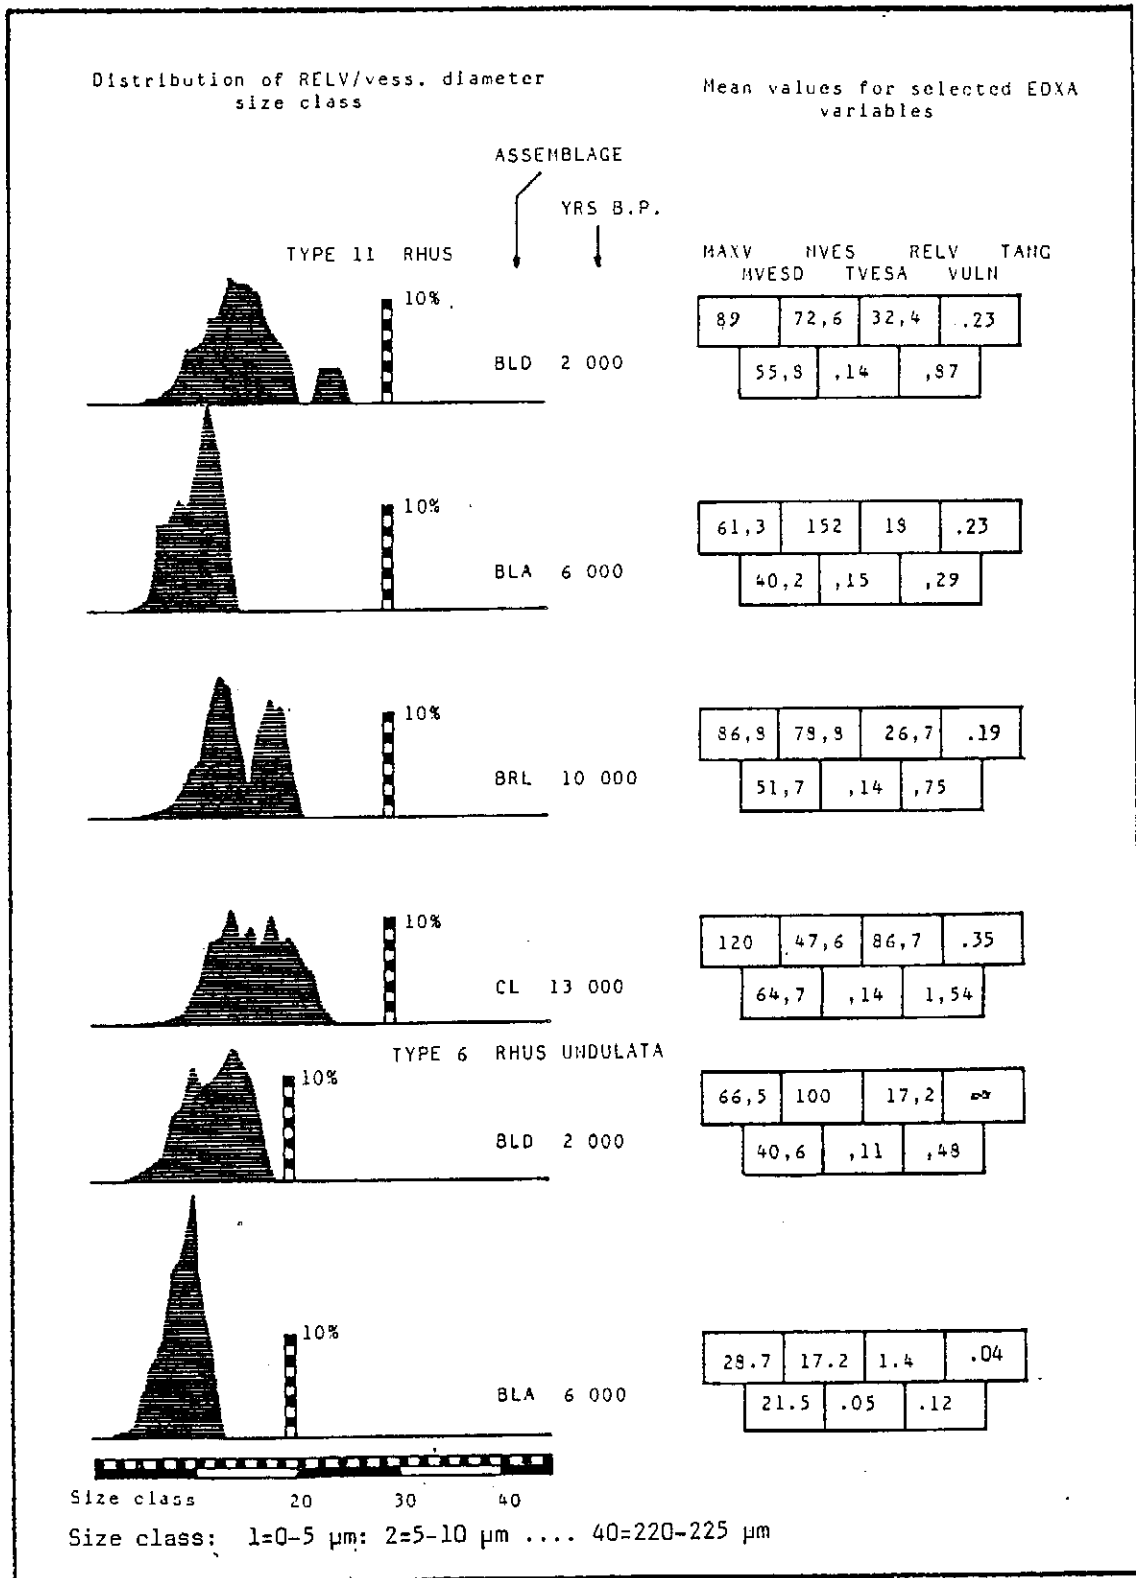 Distribution of RELV/vess. diameter
size class
Mean values for selected EDXA
variables
ASSEMBLAGE
YRS B.P.
TYPE 11 RHUS
MAXV NVES RELV TANG
MVESD TVESA VULN
10%
BLD 2 000
89 72,6 32,4 .23
55,8 ,14 ,87
10%
BLA 6 000
61,3 152 18 .23
40,2 ,15 ,29
10%
BRL 10 000
86,8 78,8 26,7 .19
51,7 ,14 ,75
10%
CL 13 000
120 47,6 86,7 .35
64,7 ,14 1,54
TYPE 6 RHUS UNDULATA
10%
BLD 2 000
66,5 100 17,2
40,6 ,11 ,48
10%
BLA 6 000
28.7 17.2 1.4 .04
21.5 .05 .12
Size class 20 30 40
Size class: 1=0-5 µm: 2=5-10 µm .... 40=220-225 µm